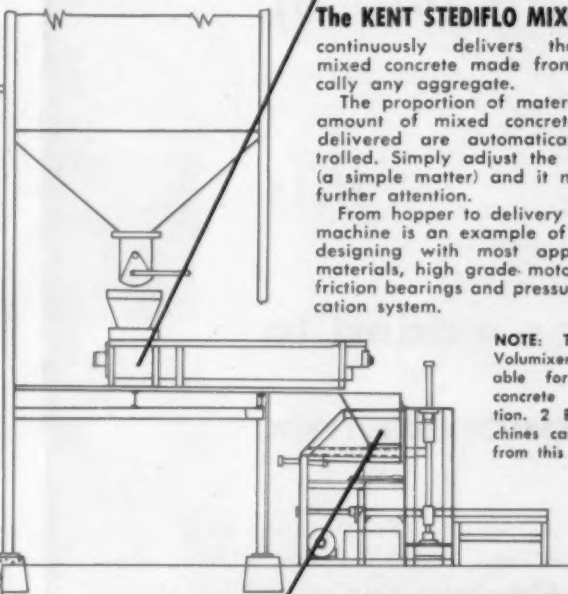 The KENT STEDIFLO MIX
continuously delivers tho
mixed concrete made from
cally any aggregate.
The proportion of mater
amount of mixed concret
delivered are automatica
trolled. Simply adjust the
(a simple matter) and it n
further attention.
From hopper to delivery
machine is an example of
designing with most app
materials, high grade moto
friction bearings and pressu
cation system.
NOTE: T
Volumixer
able for
concrete
tion. 2 B
chines ca
from this